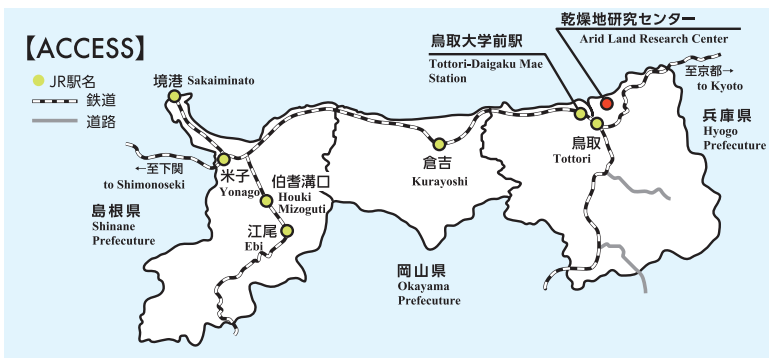 【ACCESS】
JR駅名
鉄道
道路
境港 Sakaiminato
←至下関
to Shimonoseki
米子
Yonago
伯耆溝口
Houki
Mizoguti
江尾
Ebi
島根県
Shinane
Prefecuture
倉吉
Kurayoshi
岡山県
Okayama
Prefecuture
鳥取大学前駅
Tottori-Daigaku Mae
Station
乾燥地研究センター
Arid Land Research Center
鳥取
Tottori
至京都→
to Kyoto
兵庫県
Hyogo
Prefecuture